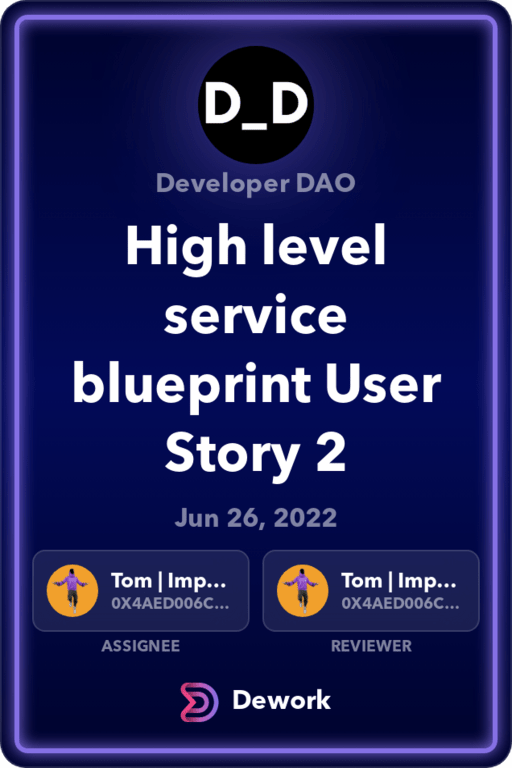 D_D
Developer DAO
High level
service
blueprint User
Story 2
Jun 26, 2022
Tom | Imp... Tom | Imp...
0X4AED006C... 0X4AED006C...
ASSIGNEE REVIEWER
Dework